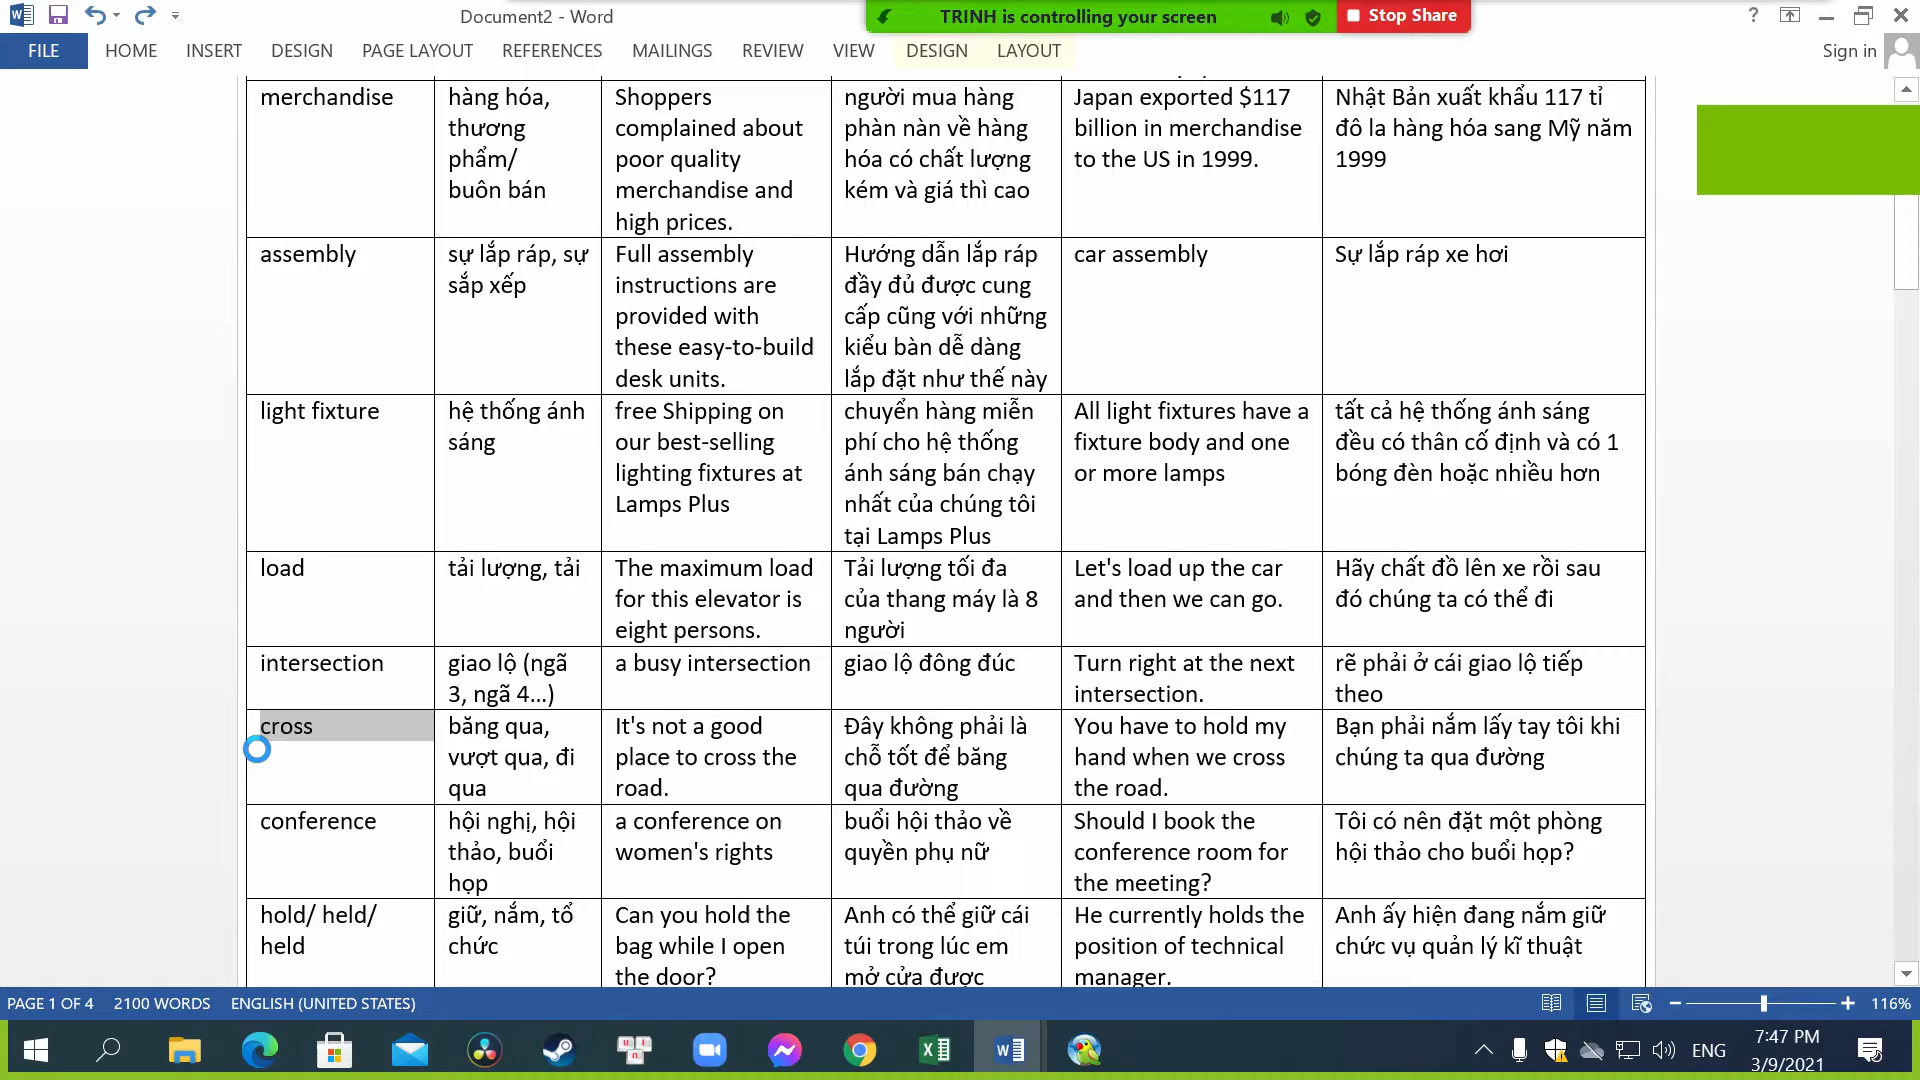 Document2 - Word
TRINH is controlling your screen
Stop Share
?
FILE HOME INSERT DESIGN PAGE LAYOUT REFERENCES MAILINGS REVIEW VIEW DESIGN LAYOUT
Sign in
merchandise
hàng hóa,
thương
phẩm/
buôn bán
Shoppers
complained about
poor quality
merchandise and
high prices.
người mua hàng
phàn nàn về hàng
hóa có chất lượng
kém và giá thì cao
Japan exported $117
billion in merchandise
to the US in 1999.
Nhật Bản xuất khẩu 117 tỉ
đô la hàng hóa sang Mỹ năm
1999
assembly
sự lắp ráp, sự
sắp xếp
Full assembly
instructions are
provided with
these easy-to-build
desk units.
Hướng dẫn lắp ráp
đầy đủ được cung
cấp cũng với những
kiểu bàn dễ dàng
lắp đặt như thế này
car assembly
Sự lắp ráp xe hơi
light fixture
hệ thống ánh
sáng
free Shipping on
our best-selling
lighting fixtures at
Lamps Plus
chuyển hàng miễn
phí cho hệ thống
ánh sáng bán chạy
nhất của chúng tôi
tại Lamps Plus
All light fixtures have a
fixture body and one
or more lamps
tất cả hệ thống ánh sáng
đều có thân cố định và có 1
bóng đèn hoặc nhiều hơn
load
tải lượng, tải
The maximum load
for this elevator is
eight persons.
Tải lượng tối đa
của thang máy là 8
người
Let's load up the car
and then we can go.
Hãy chất đồ lên xe rồi sau
đó chúng ta có thể đi
intersection
giao lộ (ngã
3, ngã 4...)
a busy intersection
giao lộ đông đúc
Turn right at the next
intersection.
rẽ phải ở cái giao lộ tiếp
theo
cross
băng qua,
vượt qua, đi
qua
It's not a good
place to cross the
road.
Đây không phải là
chỗ tốt để băng
qua đường
You have to hold my
hand when we cross
the road.
Bạn phải nắm lấy tay tôi khi
chúng ta qua đường
conference
hội nghị, hội
thảo, buổi
họp
a conference on
women's rights
buổi hội thảo về
quyền phụ nữ
Should I book the
conference room for
the meeting?
Tôi có nên đặt một phòng
hội thảo cho buổi họp?
hold/ held/
held
giữ, nắm, tổ
chức
Can you hold the
bag while I open
the door?
Anh có thể giữ cái
túi trong lúc em
mở cửa được
He currently holds the
position of technical
manager.
Anh ấy hiện đang nắm giữ
chức vụ quản lý kĩ thuật
PAGE 1 OF 4 2100 WORDS ENGLISH (UNITED STATES)
116%
ENG
7:47 PM
3/9/2021